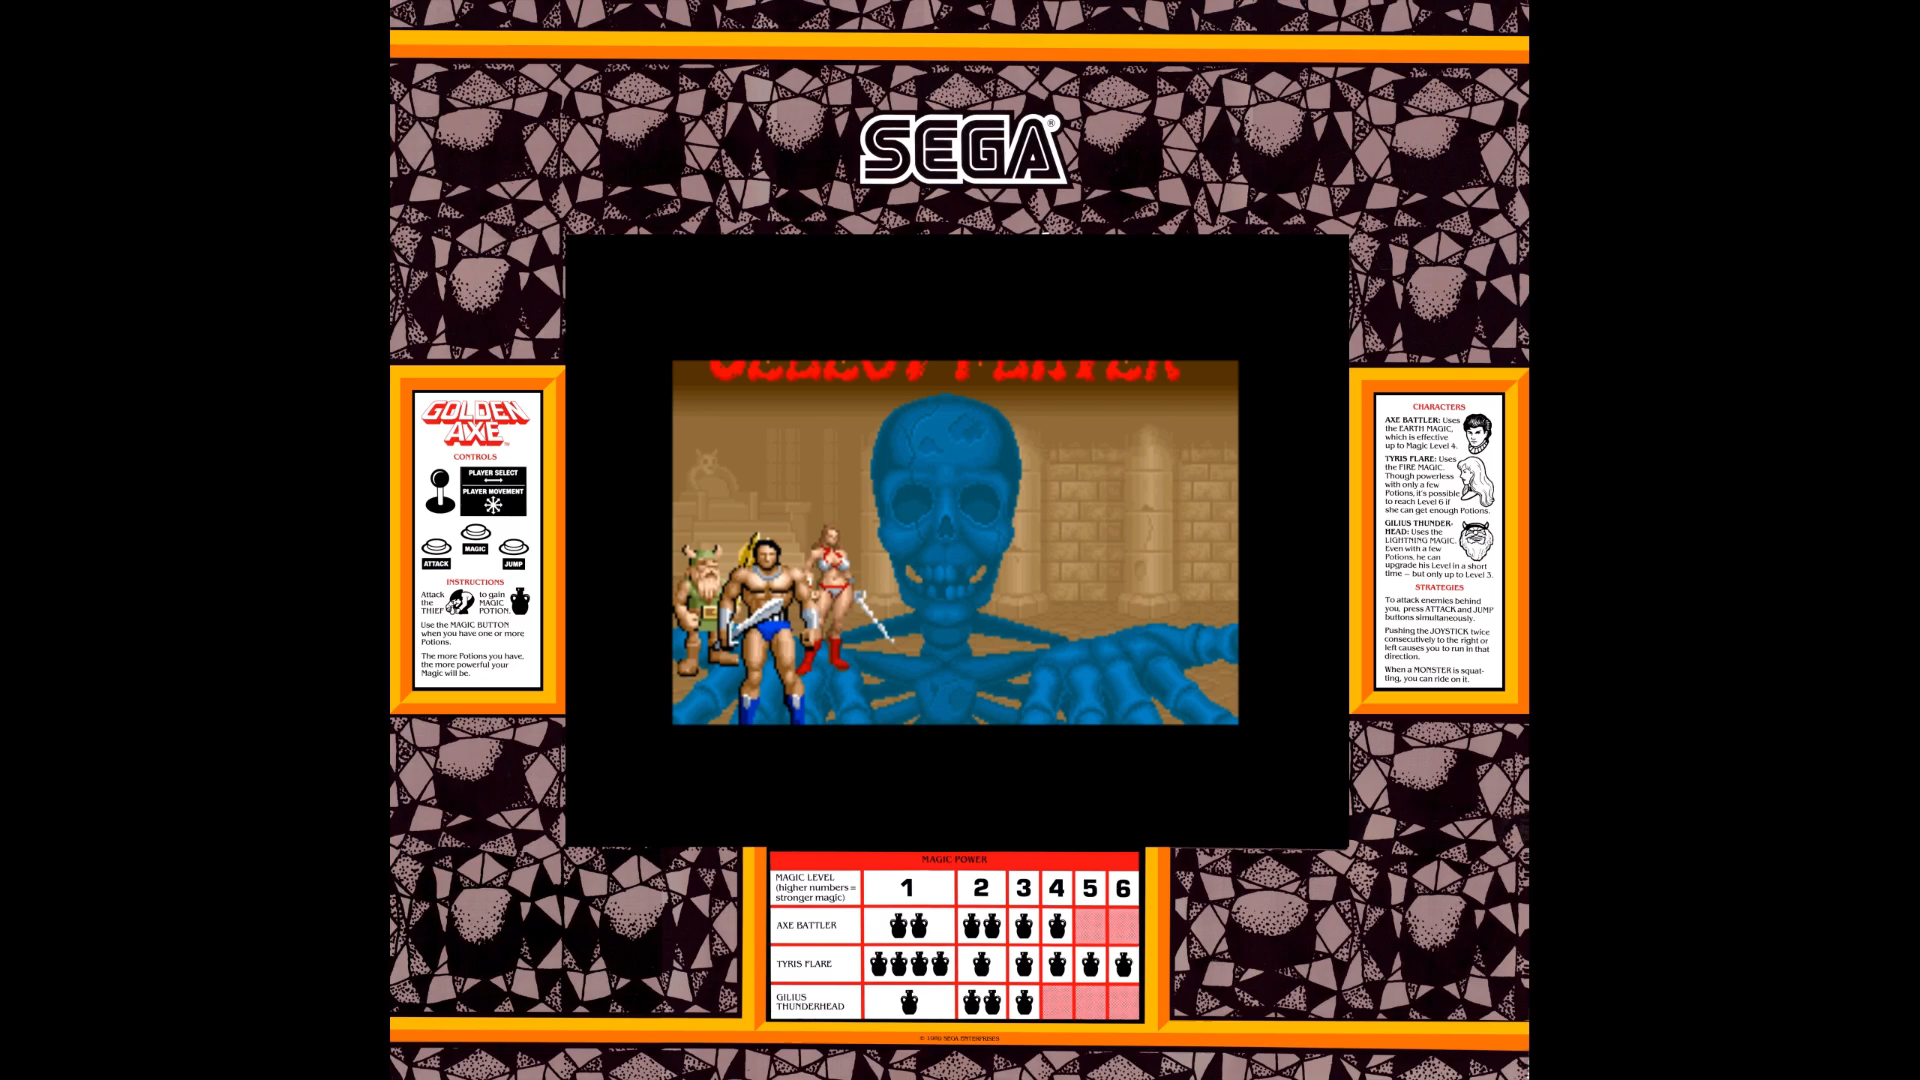 SEGA®
SELECT PLAYER
GOLDEN
AXE™
CONTROLS
PLAYER SELECT
PLAYER MOVEMENT
MAGIC
ATTACK
JUMP
INSTRUCTIONS
Attack
the
THIEF
to gain
MAGIC
POTION.
Use the MAGIC BUTTON
when you have one or more
Potions.
The more Potions you have,
the more powerful your
Magic will be.
CHARACTERS
AXE BATTLER: Uses
the EARTH MAGIC,
which is effective
up to Magic Level 4.
TYRIS FLARE: Uses
the FIRE MAGIC.
Though powerless
with only a few
Potions, it's possible
to reach Level 6 if
she can get enough Potions.
GILIUS THUNDER-
HEAD: Uses the
LIGHTNING MAGIC.
Even with a few
Potions, he can
upgrade his Level in a short
time – but only up to Level 3.
STRATEGIES
To attack enemies behind
you, press ATTACK and JUMP
buttons simultaneously.
Pushing the JOYSTICK twice
consecutively to the right or
left causes you to run in that
direction.
When a MONSTER is squat-
ting, you can ride on it.
MAGIC POWER
MAGIC LEVEL
(higher numbers =
stronger magic)
1 2 3 4 5 6
AXE BATTLER
TYRIS FLARE
GILIUS
THUNDERHEAD
© 1989 SEGA ENTERPRISES